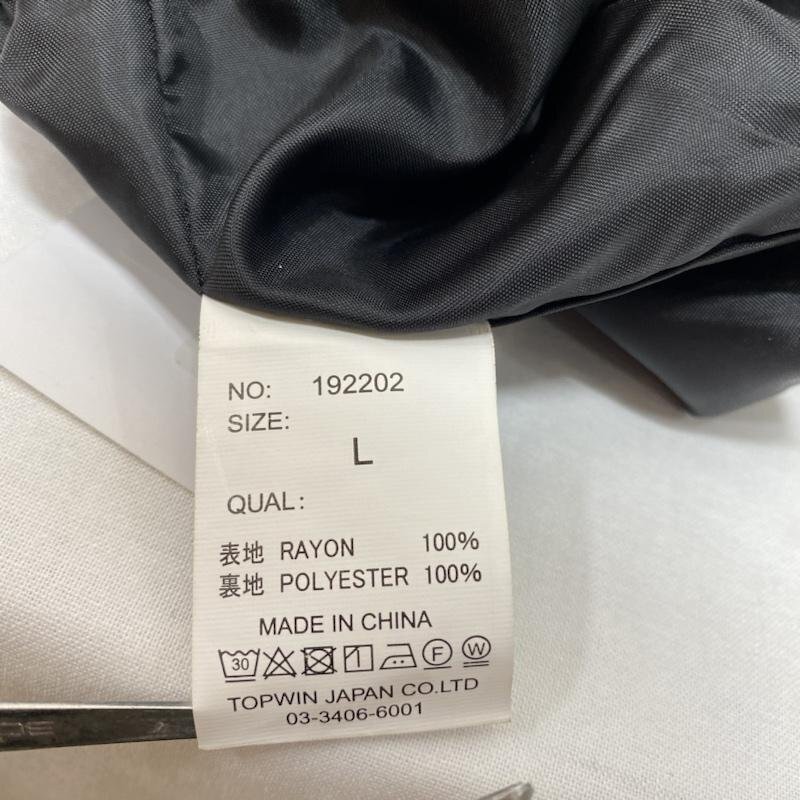 NO: 192202
SIZE:
L
QUAL:
表地 RAYON 100%
裏地 POLYESTER 100%
MADE IN CHINA
30 F W
TOPWIN JAPAN CO.LTD
03-3406-6001